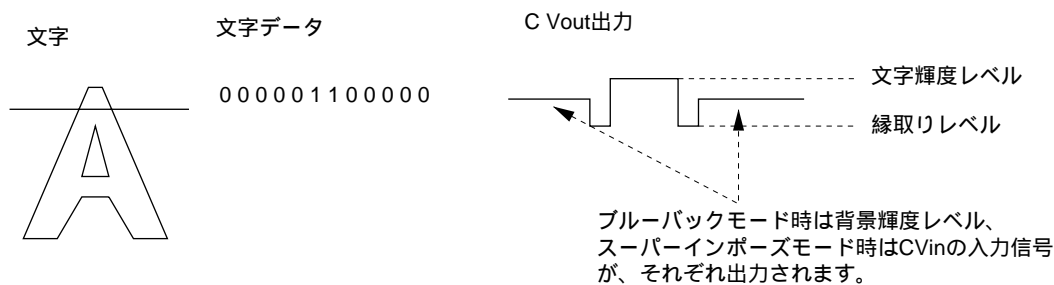 文字
文字データ
C Vout出力
000001100000
文字輝度レベル
縁取りレベル
ブルーバックモード時は背景輝度レベル、
スーパーインポーズモード時はCVinの入力信号
が、それぞれ出力されます。